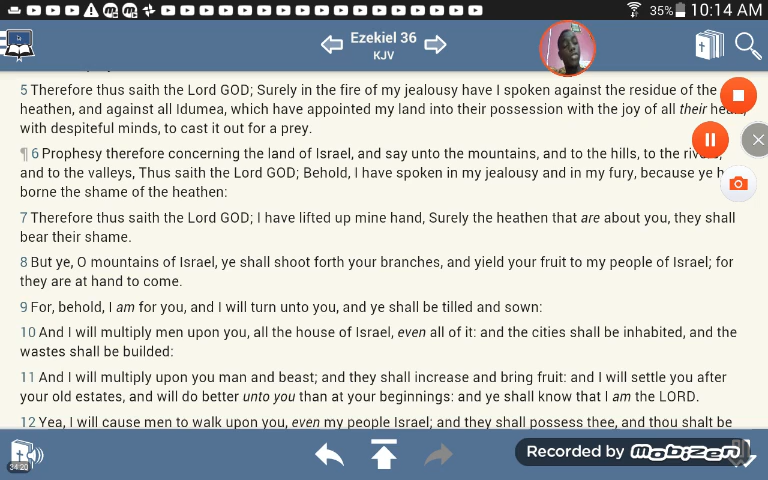 35% 10:14 AM
Ezekiel 36
KJV
5 Therefore thus saith the Lord GOD; Surely in the fire of my jealousy have I spoken against the residue of the
heathen, and against all Idumea, which have appointed my land into their possession with the joy of all their
with despiteful minds, to cast it out for a prey.
¶ 6 Prophesy therefore concerning the land of Israel, and say unto the mountains, and to the hills, to the
and to the valleys, Thus saith the Lord GOD; Behold, I have spoken in my jealousy and in my fury, because ye
borne the shame of the heathen:
7 Therefore thus saith the Lord GOD; I have lifted up mine hand, Surely the heathen that are about you, they shall
bear their shame.
8 But ye, O mountains of Israel, ye shall shoot forth your branches, and yield your fruit to my people of Israel; for
they are at hand to come.
9 For, behold, I am for you, and I will turn unto you, and ye shall be tilled and sown:
10 And I will multiply men upon you, all the house of Israel, even all of it: and the cities shall be inhabited, and the
wastes shall be builded:
11 And I will multiply upon you man and beast; and they shall increase and bring fruit: and I will settle you after
your old estates, and will do better unto you than at your beginnings: and ye shall know that I am the LORD.
12 Yea, I will cause men to walk upon you, even my people Israel; and they shall possess thee, and thou shalt be
34:20
Recorded by Mobizen